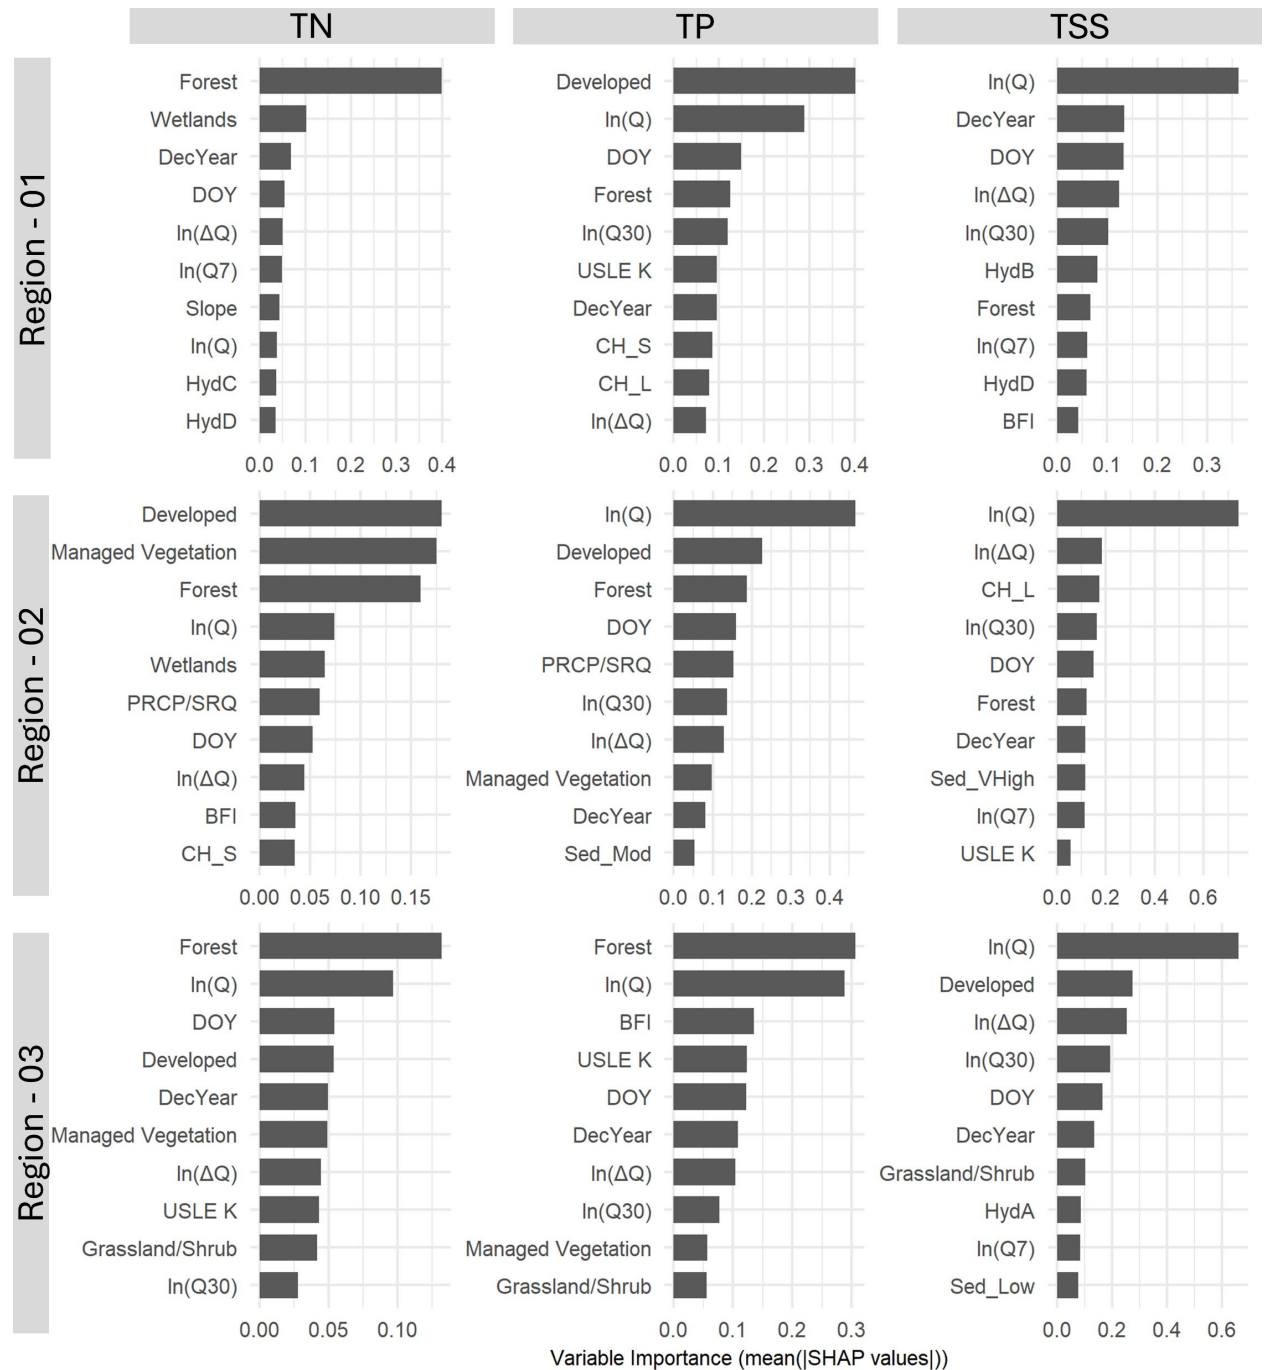 TN
TP
TSS
Region - 01
Forest
Wetlands
DecYear
DOY
ln(ΔQ)
ln(Q7)
Slope
ln(Q)
HydC
HydD
0.0 0.1 0.2 0.3 0.4
Developed
ln(Q)
DOY
Forest
ln(Q30)
USLE K
DecYear
CH_S
CH_L
ln(ΔQ)
0.0 0.1 0.2 0.3 0.4
ln(Q)
DecYear
DOY
ln(ΔQ)
ln(Q30)
HydB
Forest
ln(Q7)
HydD
BFI
0.0 0.1 0.2 0.3
Region - 02
Developed
Managed Vegetation
Forest
ln(Q)
Wetlands
PRCP/SRQ
DOY
ln(ΔQ)
BFI
CH_S
0.00 0.05 0.10 0.15
ln(Q)
Developed
Forest
DOY
PRCP/SRQ
ln(Q30)
ln(ΔQ)
Managed Vegetation
DecYear
Sed_Mod
0.0 0.1 0.2 0.3 0.4
ln(Q)
ln(ΔQ)
CH_L
ln(Q30)
DOY
Forest
DecYear
Sed_VHigh
ln(Q7)
USLE K
0.0 0.2 0.4 0.6
Region - 03
Forest
ln(Q)
DOY
Developed
DecYear
Managed Vegetation
ln(ΔQ)
USLE K
Grassland/Shrub
ln(Q30)
0.00 0.05 0.10
Forest
ln(Q)
BFI
USLE K
DOY
DecYear
ln(ΔQ)
ln(Q30)
Managed Vegetation
Grassland/Shrub
0.0 0.1 0.2 0.3
ln(Q)
Developed
ln(ΔQ)
ln(Q30)
DOY
DecYear
Grassland/Shrub
HydA
ln(Q7)
Sed_Low
0.0 0.2 0.4 0.6
Variable Importance (mean(|SHAP values|))